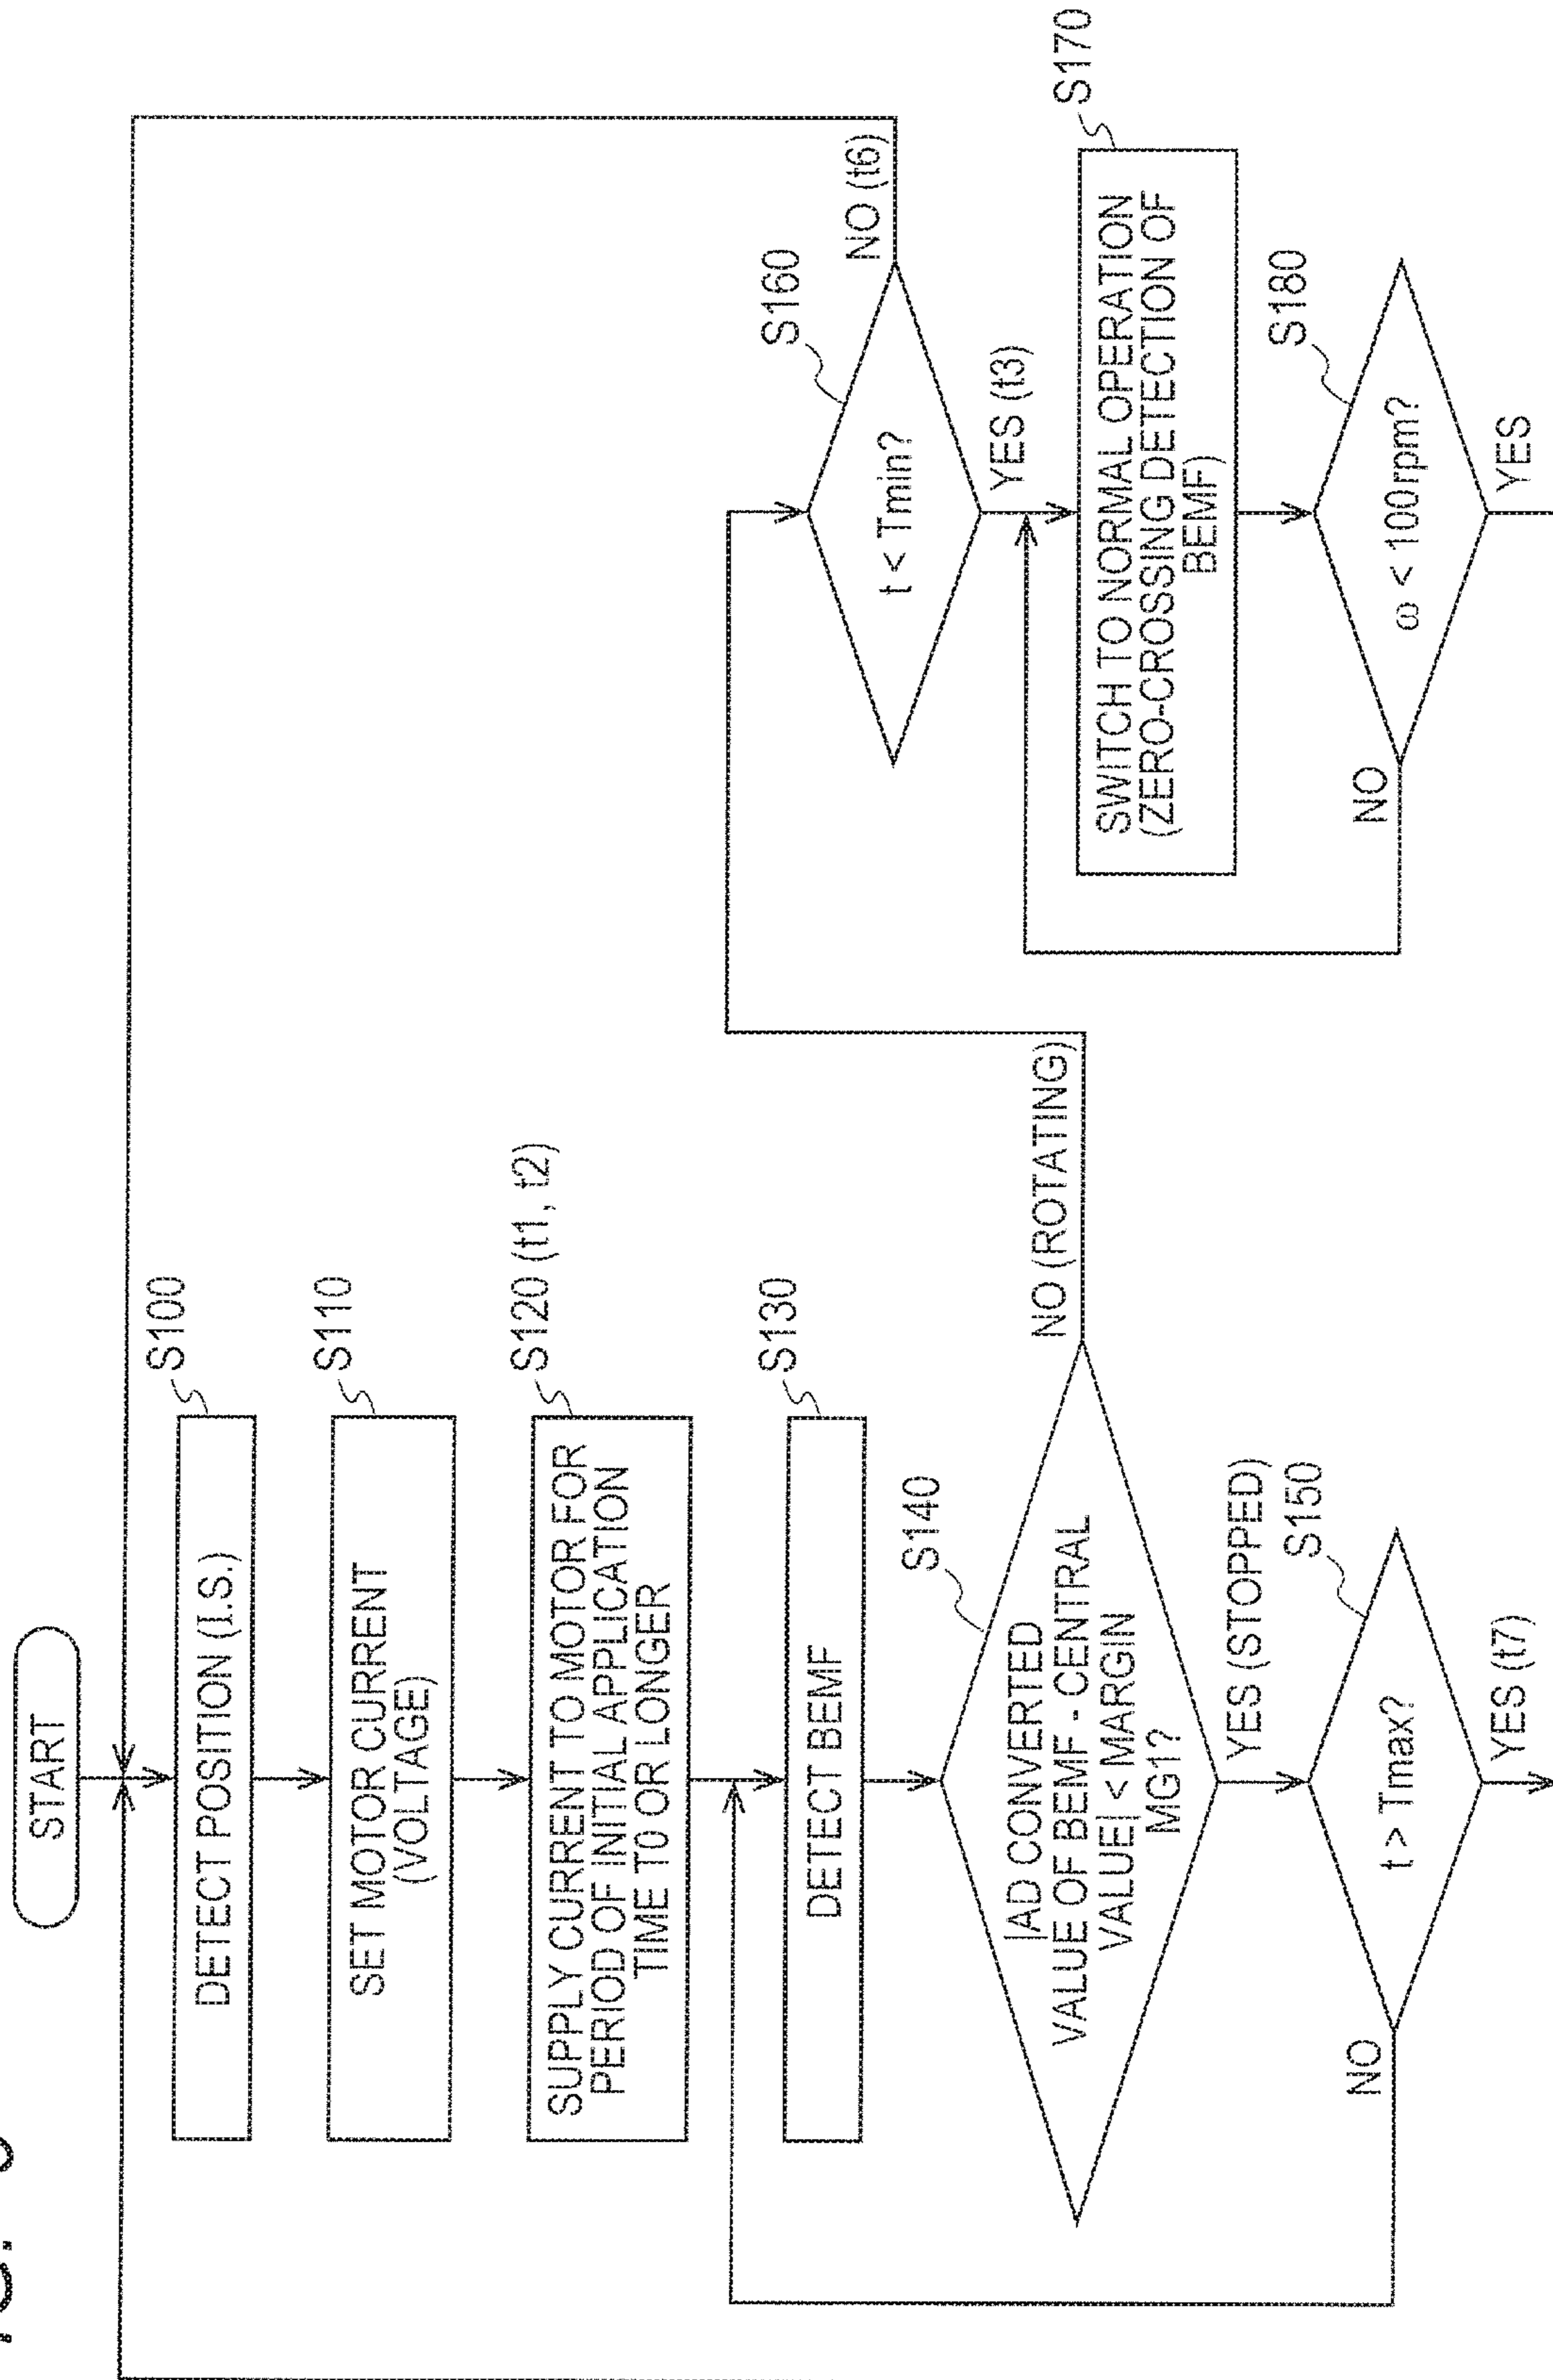 START
DETECT POSITION (I.S.)
S100
SET MOTOR CURRENT
(VOLTAGE)
S110
SUPPLY CURRENT TO MOTOR FOR
PERIOD OF INITIAL APPLICATION
TIME T0 OR LONGER
S120 (t1, t2)
DETECT BEMF
S130
|AD CONVERTED
VALUE OF BEMF - CENTRAL
VALUE| < MARGIN
MG1?
S140
NO (ROTATING)
YES (STOPPED)
t > Tmax?
S150
NO
YES (t7)
t < Tmin?
S160
NO (t6)
YES (t3)
SWITCH TO NORMAL OPERATION
(ZERO-CROSSING DETECTION OF
BEMF)
S170
ω < 100rpm?
S180
NO
YES